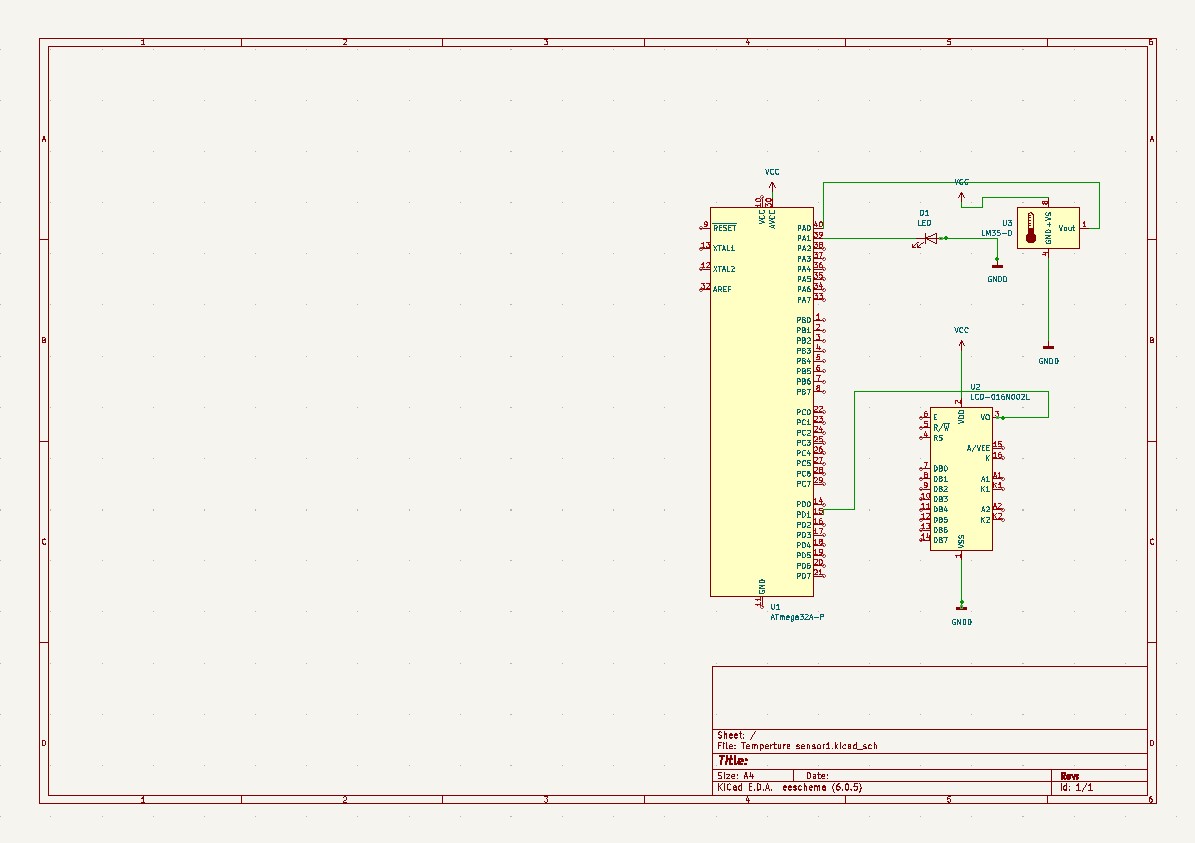 1 2 3 4 5 6
A A
B B
C C
D D
VCC
10 VCC
30 AVCC
9 RESET
13 XTAL1
12 XTAL2
32 AREF
PA0 40
PA1 39
PA2 38
PA3 37
PA4 36
PA5 35
PA6 34
PA7 33
PB0 1
PB1 2
PB2 3
PB3 4
PB4 5
PB5 6
PB6 7
PB7 8
PC0 22
PC1 23
PC2 24
PC3 25
PC4 26
PC5 27
PC6 28
PC7 29
PD0 14
PD1 15
PD2 16
PD3 17
PD4 18
PD5 19
PD6 20
PD7 21
11 GND
U1
ATmega32A-P
D1
LED
GNDD
VCC
U3
LM35-D
8 +VS
4 GND
Vout 1
GNDD
VCC
U2
LCD-016N002L
2 VDD
6 E
5 R/W
4 RS
7 DB0
8 DB1
9 DB2
10 DB3
11 DB4
12 DB5
13 DB6
14 DB7
VO 3
A/VEE 15
K 16
A1 A1
K1 K1
A2 A2
K2 K2
VSS 1
GNDD
Sheet: /
File: Temperture sensor1.kicad_sch
Title:
Size: A4 Date: Rev:
KiCad E.D.A. eeschema (6.0.5) Id: 1/1
1 2 3 4 5 6